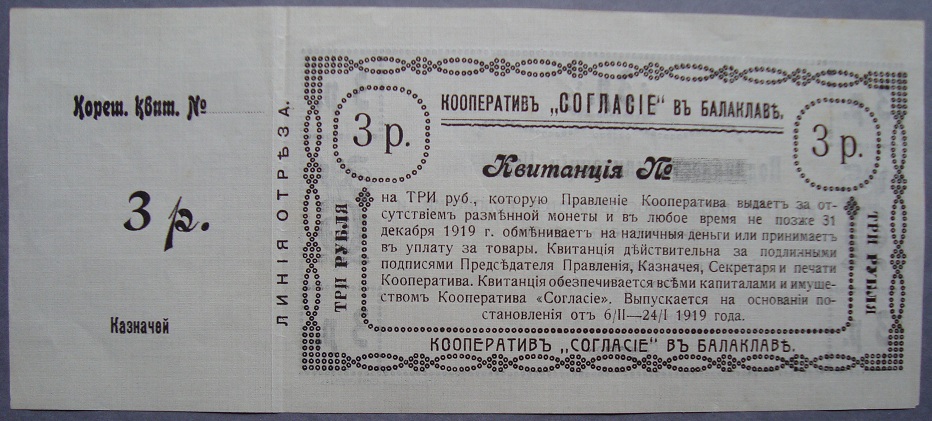 Кореш. Квит. №
3 р.
Казначей
ЛИНІЯ ОТРѢЗА.
КООПЕРАТИВЪ „СОГЛАСІЕ" ВЪ БАЛАКЛАВѢ.
3 р.
3 р.
Квитанція №
ТРИ РУБЛЯ
на ТРИ руб., которую Правленіе Кооператива выдаетъ за от-
сутствіемъ размѣнной монеты и въ любое время не позже 31
декабря 1919 г. обмѣниваетъ на наличныя деньги или принимаетъ
въ уплату за товары. Квитанція дѣйствительна за подлинными
подписями Предсѣдателя Правленія, Казначея, Секретаря и печати
Кооператива. Квитанція обезпечивается всѣми капиталами и имуще-
ствомъ Кооператива «Согласіе». Выпускается на основаніи по-
становленія отъ 6/II—24/I 1919 года.
ТРИ РУБЛЯ
КООПЕРАТИВЪ „СОГЛАСІЕ" ВЪ БАЛАКЛАВѢ.